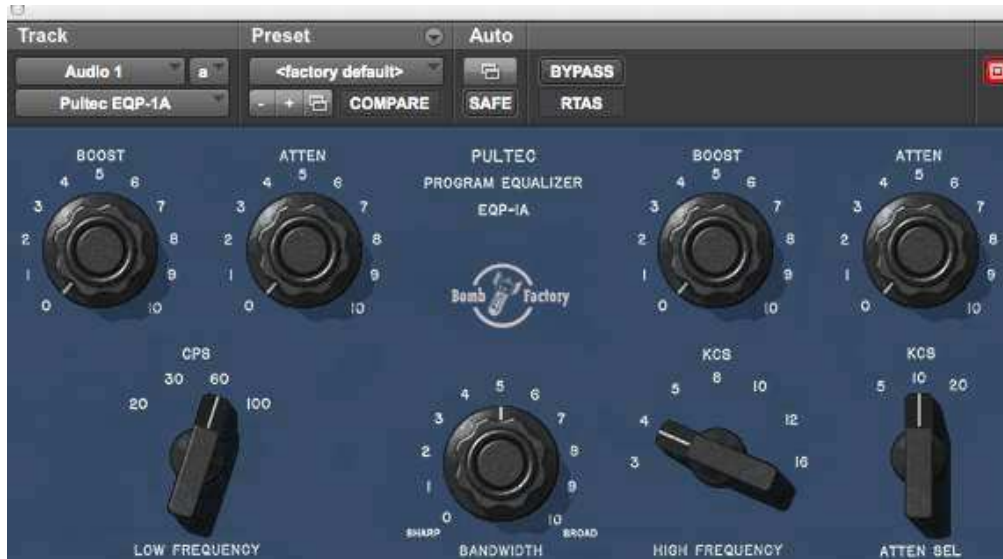 Track Preset Auto
Audio 1 a <factory default> BYPASS
Pultec EQP-1A - + COMPARE SAFE RTAS
BOOST ATTEN PULTEC BOOST ATTEN
PROGRAM EQUALIZER
EQP-1A
0 1 2 3 4 5 6 7 8 9 10
0 1 2 3 4 5 6 7 8 9 10
Bomb Factory
0 1 2 3 4 5 6 7 8 9 10
0 1 2 3 4 5 6 7 8 9 10
CPS
20 30 60 100
0 1 2 3 4 5 6 7 8 9 10
SHARP BROAD
KCS
3 4 5 8 10 12 16
KCS
5 10 20
LOW FREQUENCY BANDWIDTH HIGH FREQUENCY ATTEN SEL